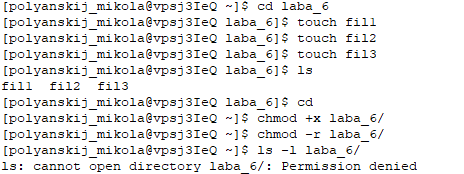 [polyanskij_mikola@vpsj3IeQ ~]$ cd laba_6
[polyanskij_mikola@vpsj3IeQ laba_6]$ touch fil1
[polyanskij_mikola@vpsj3IeQ laba_6]$ touch fil2
[polyanskij_mikola@vpsj3IeQ laba_6]$ touch fil3
[polyanskij_mikola@vpsj3IeQ laba_6]$ ls
fil1  fil2  fil3
[polyanskij_mikola@vpsj3IeQ laba_6]$ cd
[polyanskij_mikola@vpsj3IeQ ~]$ chmod +x laba_6/
[polyanskij_mikola@vpsj3IeQ ~]$ chmod -r laba_6/
[polyanskij_mikola@vpsj3IeQ ~]$ ls -l laba_6/
ls: cannot open directory laba_6/: Permission denied